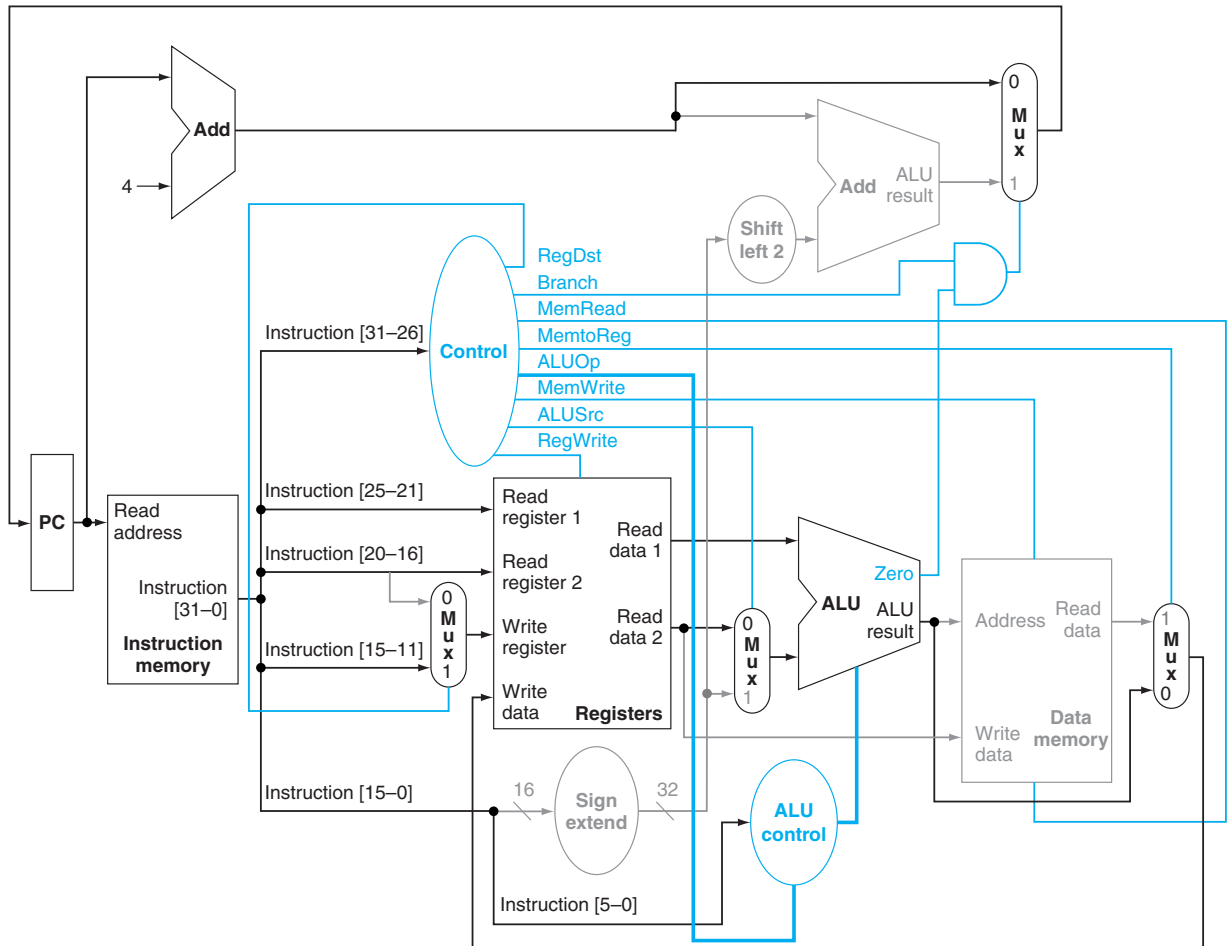 0
M
u
x
1
Add
4
Add
ALU
result
Shift
left 2
RegDst
Branch
MemRead
MemtoReg
ALUOp
MemWrite
ALUSrc
RegWrite
Control
Instruction [31–26]
Instruction [25–21]
Instruction [20–16]
Instruction [15–11]
Instruction [15–0]
Instruction [5–0]
PC
Read
address
Instruction
[31–0]
Instruction
memory
0
M
u
x
1
Read
register 1
Read
register 2
Write
register
Write
data
Read
data 1
Read
data 2
Registers
0
M
u
x
1
Zero
ALU
ALU
result
Address
Read
data
Write
data
Data
memory
1
M
u
x
0
16
Sign
extend
32
ALU
control